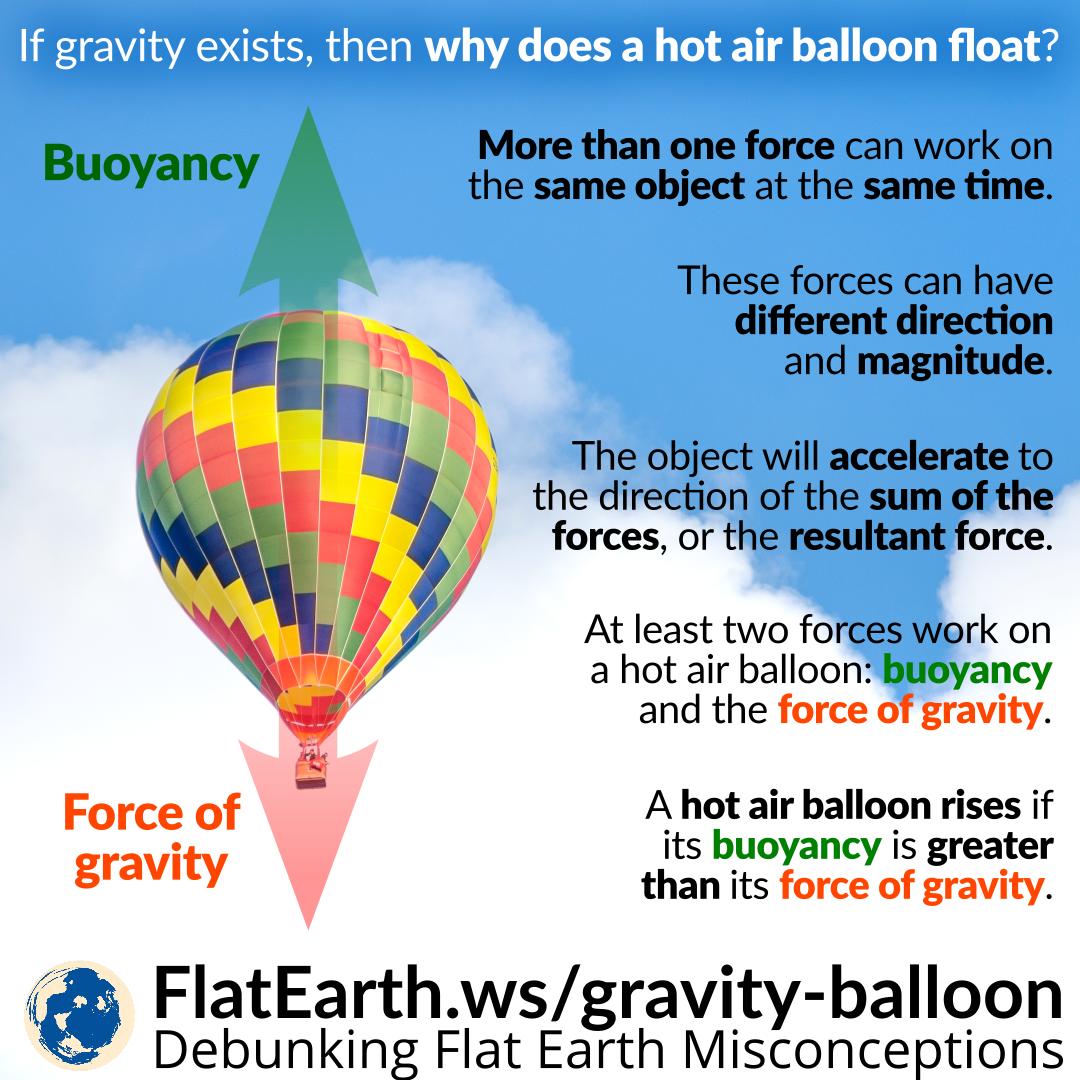 If gravity exists, then why does a hot air balloon float?
Buoyancy
More than one force can work on
the same object at the same time.
These forces can have
different direction
and magnitude.
The object will accelerate to
the direction of the sum of the
forces, or the resultant force.
At least two forces work on
a hot air balloon: buoyancy
and the force of gravity.
Force of
gravity
A hot air balloon rises if
its buoyancy is greater
than its force of gravity.
FlatEarth.ws/gravity-balloon
Debunking Flat Earth Misconceptions